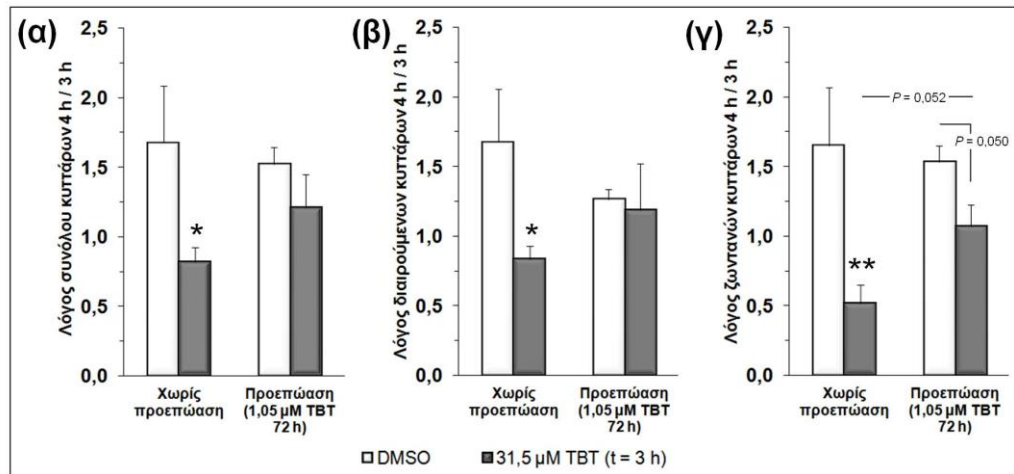 (α)
Λόγος συνόλου κυττάρων 4 h / 3 h
2,5
2,0
1,5
1,0
0,5
0,0
*
Χωρίς
προεπώαση
Προεπώαση
(1,05 μM TBT
72 h)
(β)
Λόγος διαιρούμενων κυττάρων 4 h / 3 h
2,5
2,0
1,5
1,0
0,5
0,0
*
Χωρίς
προεπώαση
Προεπώαση
(1,05 μM TBT
72 h)
(γ)
Λόγος ζωντανών κυττάρων 4 h / 3 h
2,5
2,0
1,5
1,0
0,5
0,0
P = 0,052
P = 0,050
**
Χωρίς
προεπώαση
Προεπώαση
(1,05 μM TBT
72 h)
DMSO
31,5 μM TBT (t = 3 h)